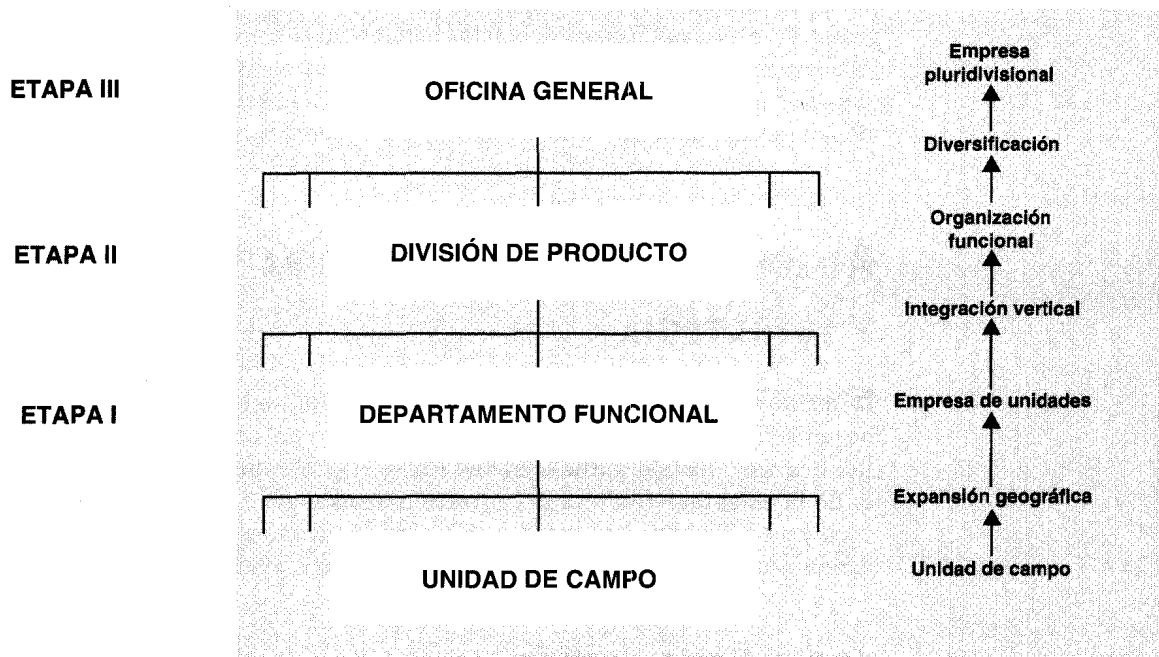 ETAPA III
OFICINA GENERAL
Empresa
pluridivisional
Diversificación
ETAPA II
DIVISIÓN DE PRODUCTO
Organización
funcional
Integración vertical
ETAPA I
DEPARTAMENTO FUNCIONAL
Empresa de unidades
Expansión geográfica
UNIDAD DE CAMPO
Unidad de campo